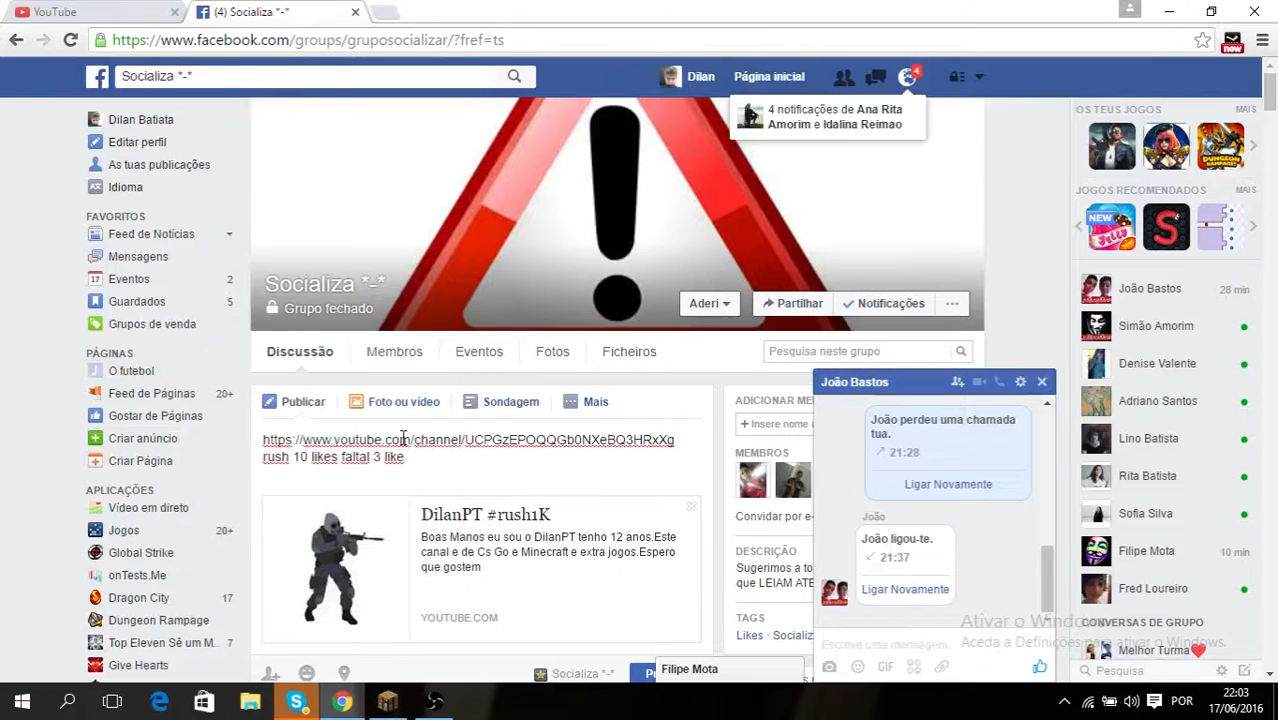 YouTube
(4) Socializa *-*
https://www.facebook.com/groups/gruposocializar/?fref=ts
new
Socializa *-*
Dilan
Página inicial
4
4 notificações de Ana Rita
Amorim e Idalina Reimao
Dilan Batiata
Editar perfil
As tuas publicações
Idioma
FAVORITOS
Feed de Notícias
Mensagens
17 Eventos 2
Guardados 5
Grupos de venda
PÁGINAS
O futebol
Feed de Páginas 20+
Gostar de Páginas
Criar anúncio
Criar Página
APLICAÇÕES
Vídeo em direto
Jogos 20+
Global Strike
onTests.Me
Dragon City 17
Dungeon Rampage
Top Eleven Sê um M...
Give Hearts
Socializa *-*
Grupo fechado
Aderi
Partilhar
Notificações
Discussão
Membros
Eventos
Fotos
Ficheiros
Pesquisa neste grupo
Publicar
Foto ou vídeo
Sondagem
Mais
https://www.youtube.com/channel/UCPGzEPOQQGb0NXeBQ3HRxXg
rush 10 likes faltal 3 like
DilanPT #rush1K
Boas Manos eu sou o DilanPT tenho 12 anos.Este
canal e de Cs Go e Minecraft e extra jogos.Espero
que gostem
YOUTUBE.COM
Socializa *-*
ADICIONAR ME
Insere nome
MEMBROS
Convidar por e-
DESCRIÇÃO
Sugerimos a to
que LEIAM ATE
TAGS
Likes · Socializ
Filipe Mota
João Bastos
João perdeu uma chamada
tua.
21:28
Ligar Novamente
João
João ligou-te.
21:37
Ligar Novamente
Escreve uma mensagem...
GIF
OS TEUS JOGOS MAIS
JOGOS RECOMENDADOS MAIS
NEW
João Bastos 28 min
Simão Amorim
Denise Valente
Adriano Santos
Lino Batista
Rita Batista
Sofia Silva
Filipe Mota 10 min
Fred Loureiro
CONVERSAS DE GRUPO
Melhor Turma❤
Pesquisa
Ativar o Windows
Aceda a Definições para ativar o Windows.
POR
22:03
17/06/2016